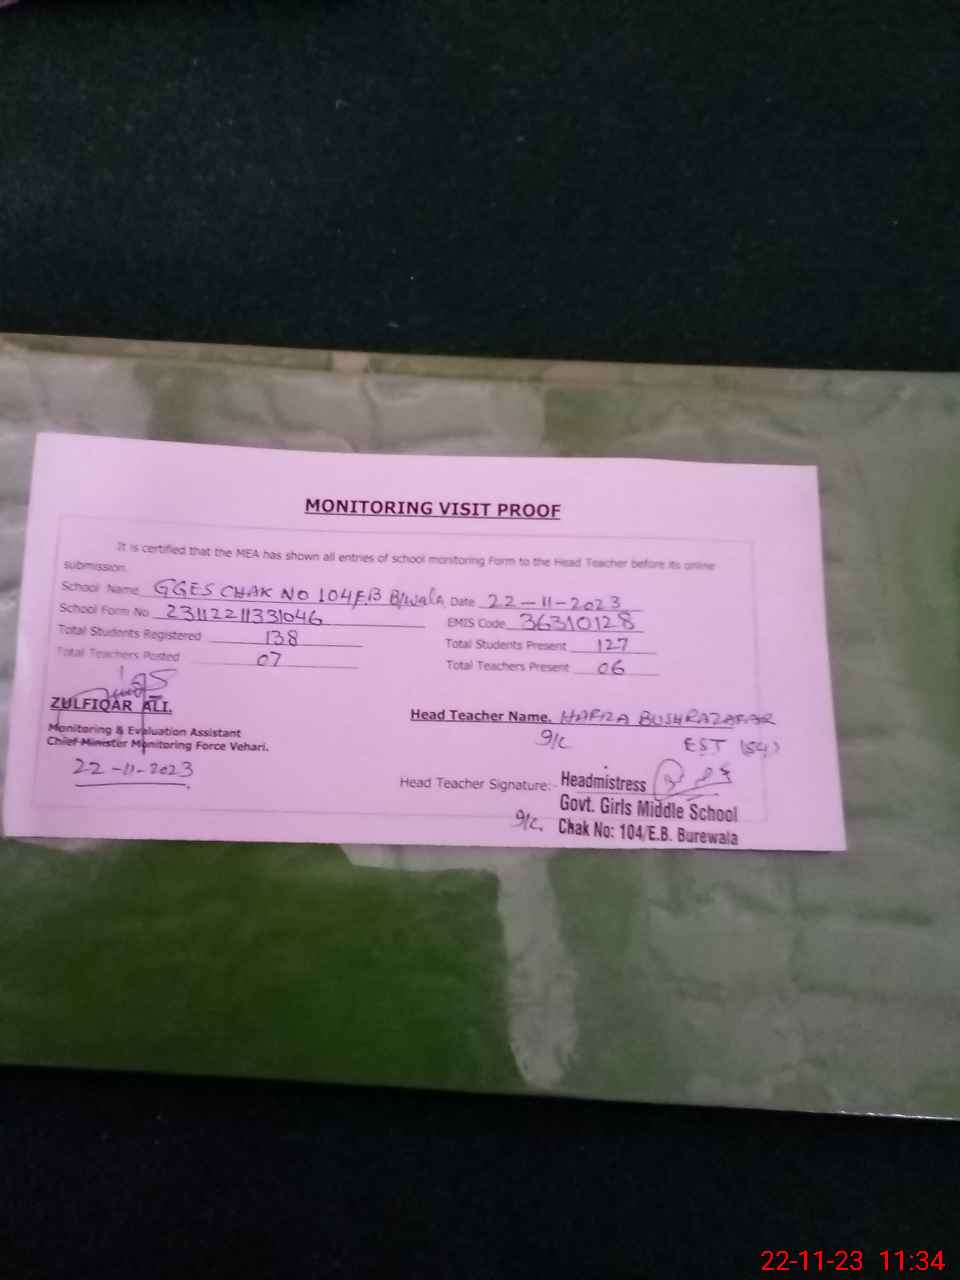 MONITORING VISIT PROOF
It is certified that the MEA has shown all entries of school monitoring Form to the Head Teacher before its online
submission.
School Name GGES CHAK NO 104 E.B B/Wala Date 22-11-2023
School Form No 23112211331046 EMIS Code 36310128
Total Students Registered 138 Total Students Present 127
Total Teachers Posted 07 Total Teachers Present 06
ZULFIQAR ALI.
Monitoring & Evaluation Assistant
Chief Minister Monitoring Force Vehari.
22-11-2023
Head Teacher Name. HAFIZA BUSHRA ZAFAR
I/C EST (SA)
Head Teacher Signature:- Headmistress
Govt. Girls Middle School
I/C. Chak No: 104/E.B. Burewala
22-11-23 11:34